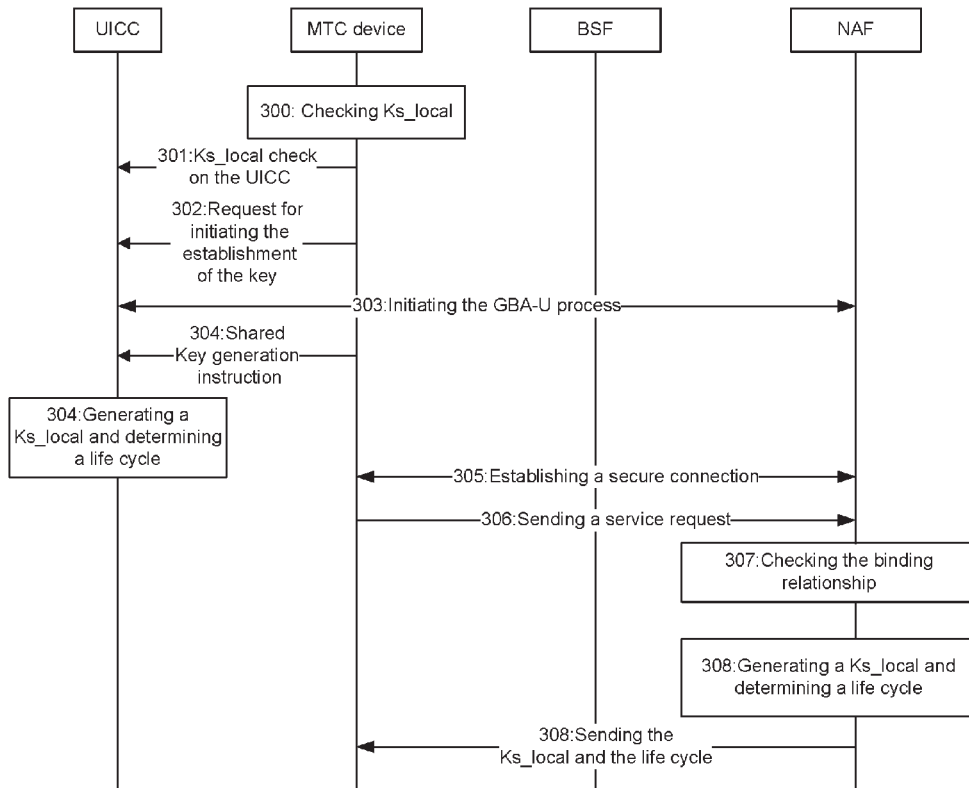 UICC
MTC device
BSF
NAF
300: Checking Ks_local
301:Ks_local check
on the UICC
302:Request for
initiating the
establishment
of the key
303:Initiating the GBA-U process
304:Shared
Key generation
instruction
304:Generating a
Ks_local and determining
a life cycle
305:Establishing a secure connection
306:Sending a service request
307:Checking the binding
relationship
308:Generating a Ks_local and
determining a life cycle
308:Sending the
Ks_local and the life cycle